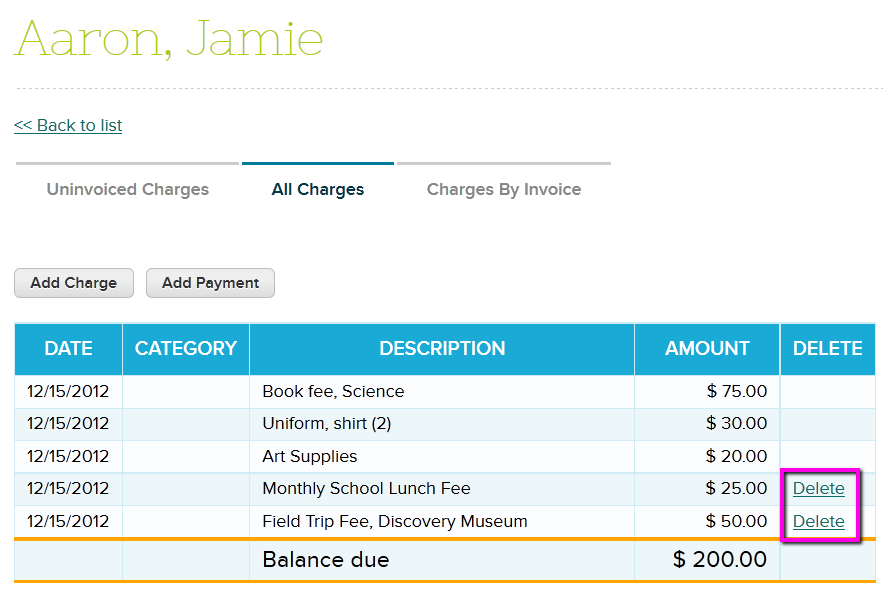 Aaron, Jamie
<< Back to list
Uninvoiced Charges All Charges Charges By Invoice
Add Charge Add Payment
DATE CATEGORY DESCRIPTION AMOUNT DELETE
12/15/2012 Book fee, Science $ 75.00
12/15/2012 Uniform, shirt (2) $ 30.00
12/15/2012 Art Supplies $ 20.00
12/15/2012 Monthly School Lunch Fee $ 25.00 Delete
12/15/2012 Field Trip Fee, Discovery Museum $ 50.00 Delete
Balance due $ 200.00